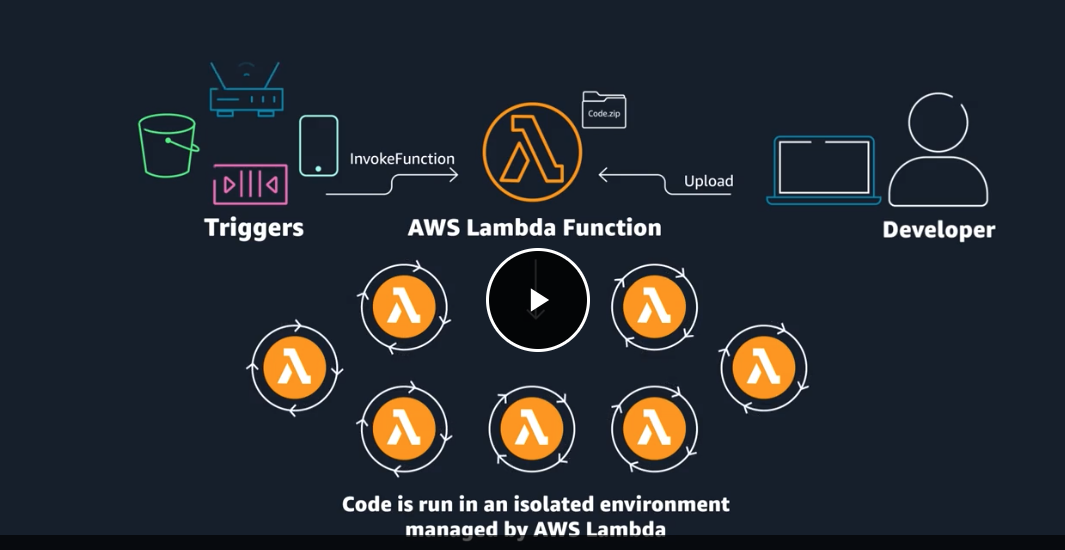 Code.zip
InvokeFunction
Upload
Triggers
AWS Lambda Function
Developer
Code is run in an isolated environment
managed by AWS Lambda